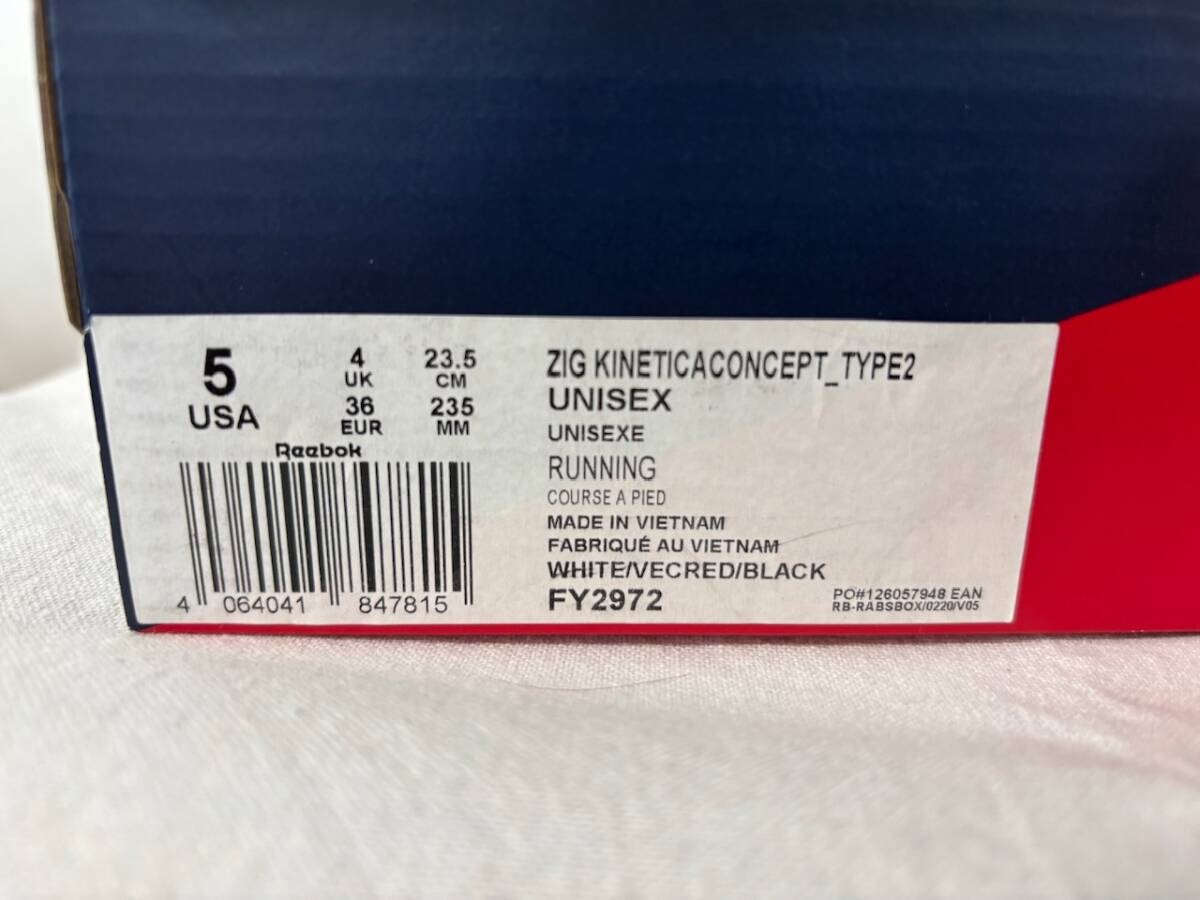 5
USA
4
UK
36
EUR
23.5
CM
235
MM
Reebok
4 064041 847815
ZIG KINETICACONCEPT_TYPE2
UNISEX
UNISEXE
RUNNING
COURSE A PIED
MADE IN VIETNAM
FABRIQUÉ AU VIETNAM
WHITE/VECRED/BLACK
FY2972
PO#126057948 EAN
RB-RABSBOX/0220/V05